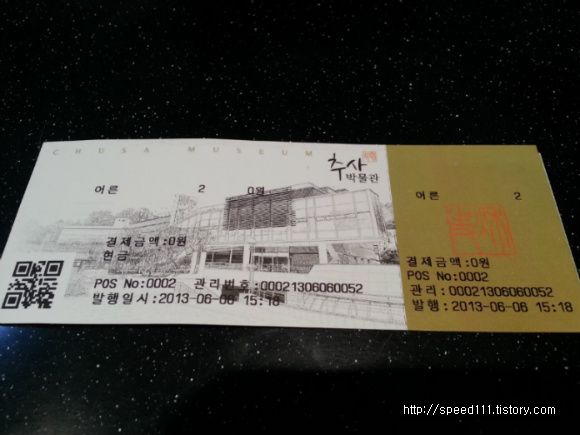 CHUSA MUSEUM
추사
박물관
어른 2 0원
결제금액:0원
현금
POS No:0002 관리번호:00021306060052
발행일시:2013-06-06 15:18
어른 2
결제금액:0원
POS No:0002
관리:00021306060052
발행:2013-06-06 15:18
http://speed111.tistory.com